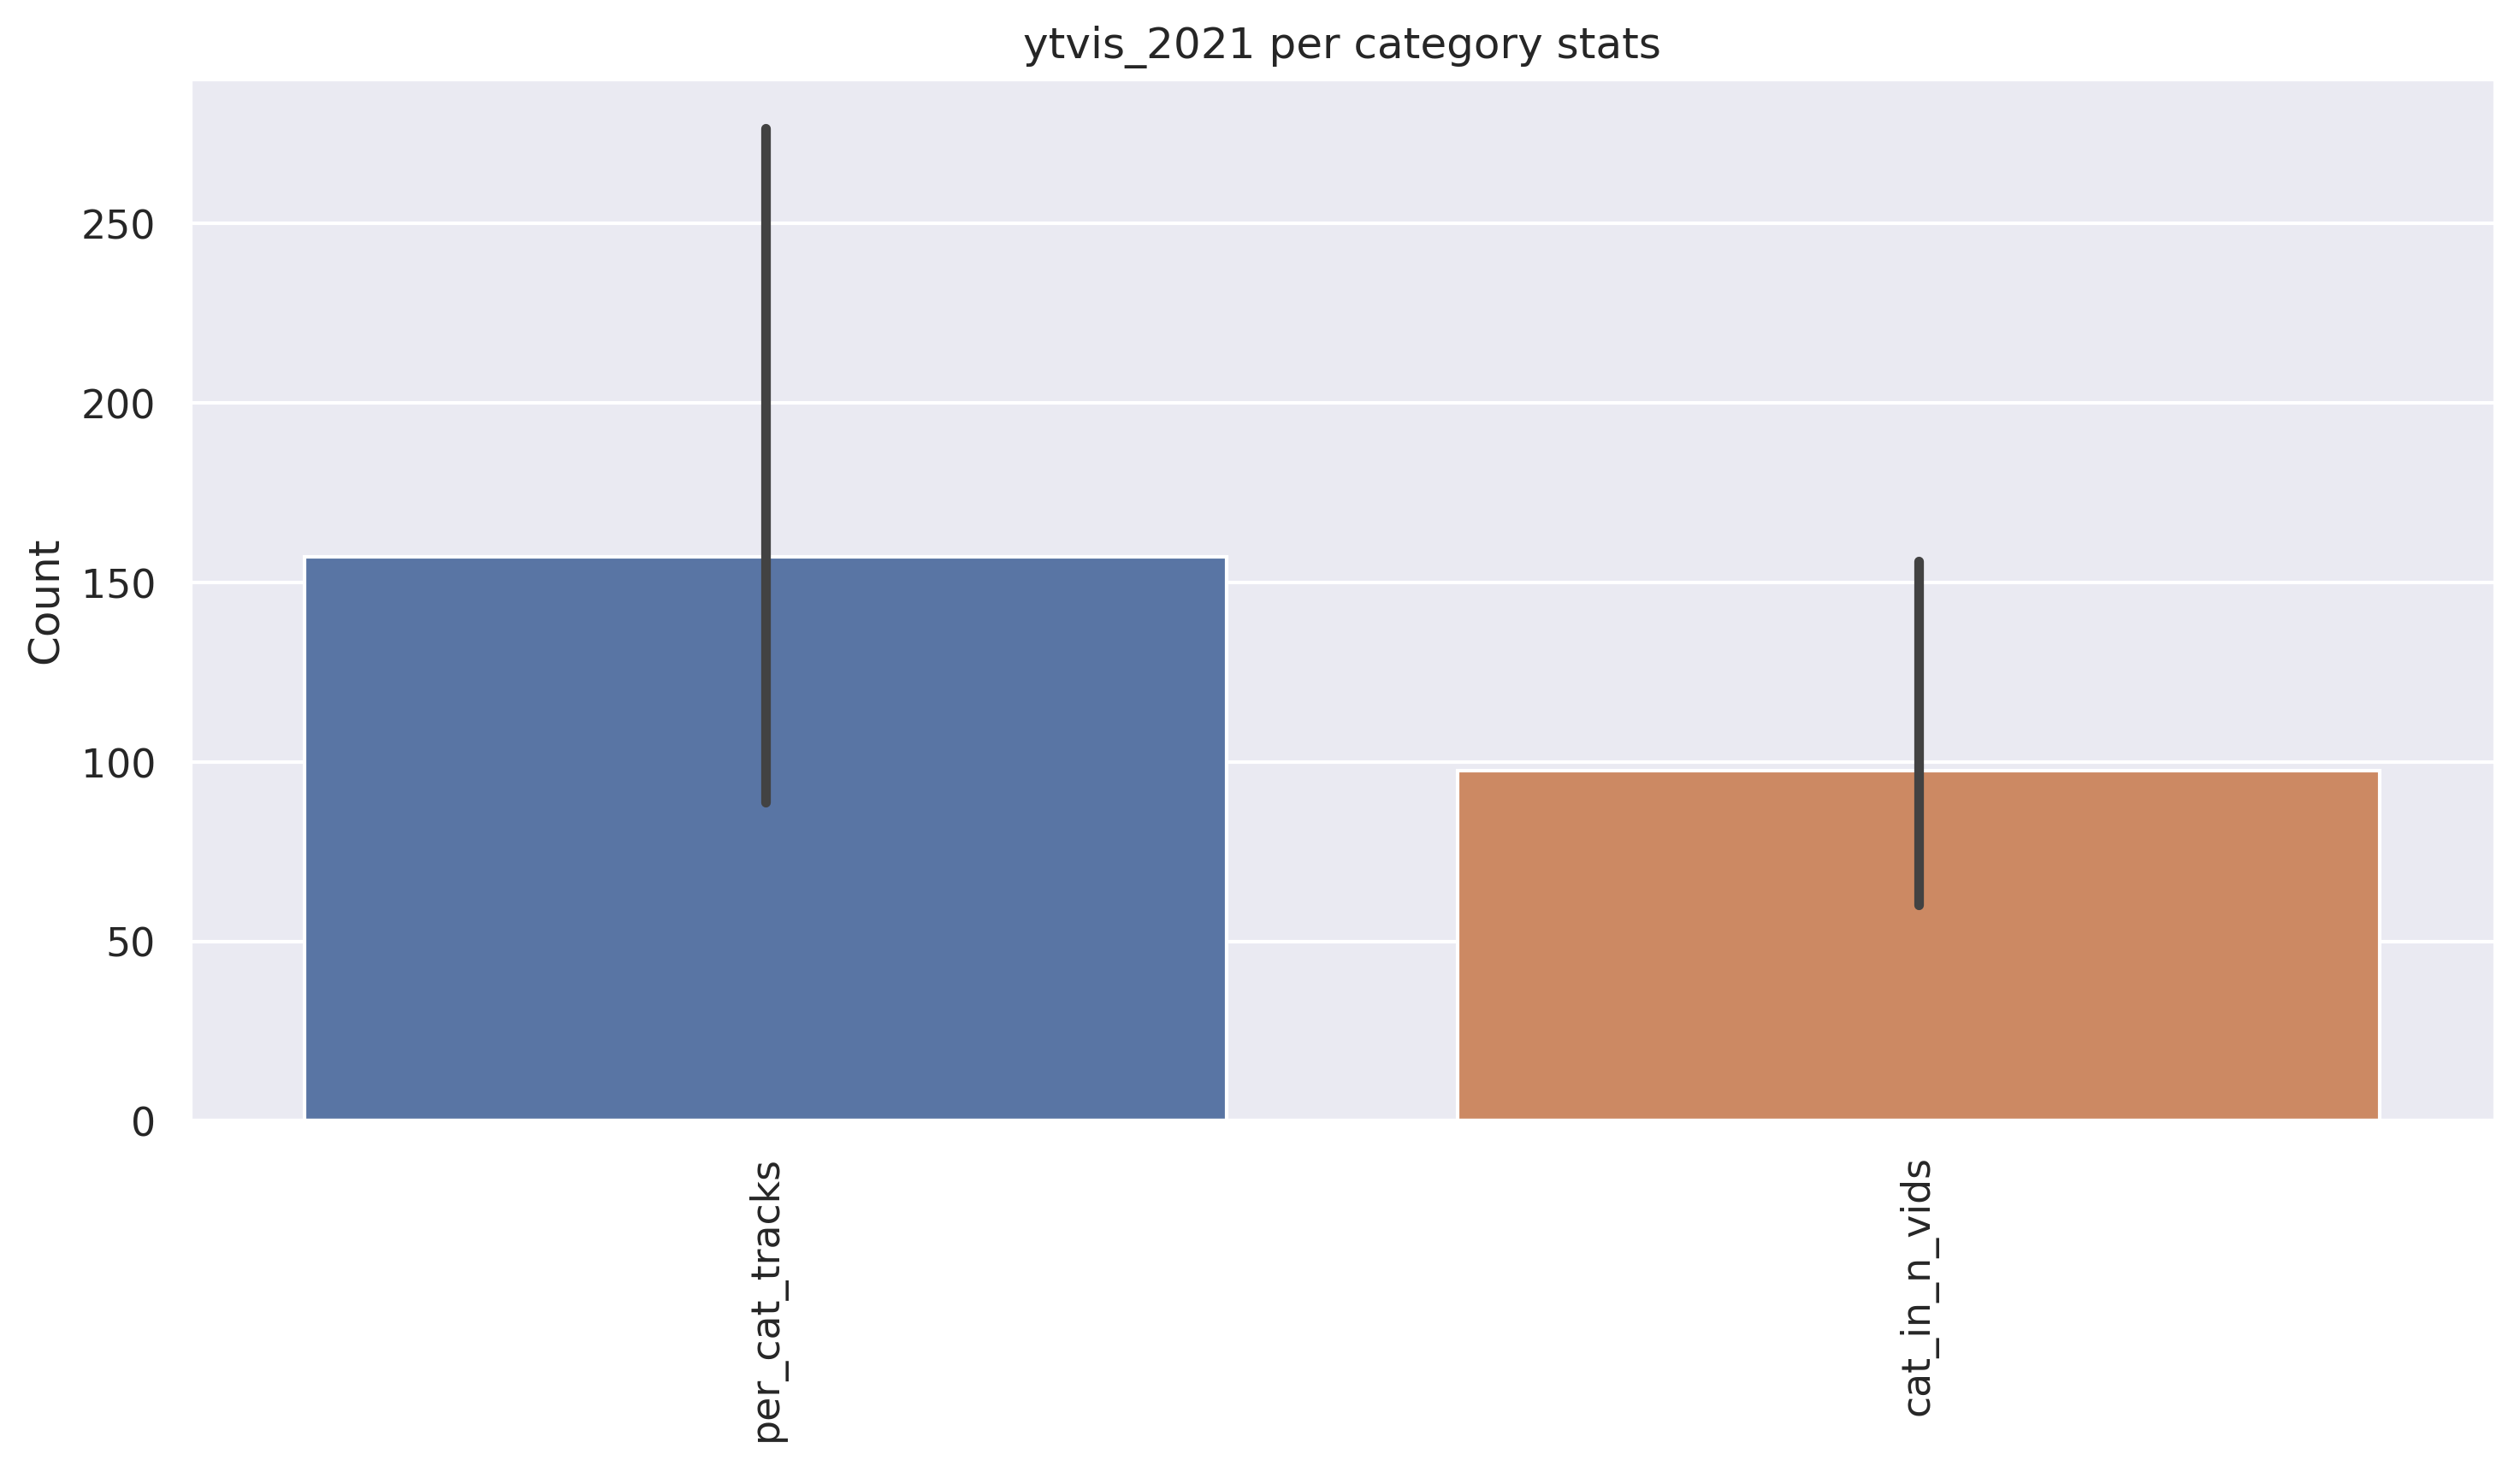 ytvis_2021 per category stats
Count
250
200
150
100
50
0
per_cat_tracks
cat_in_n_vids